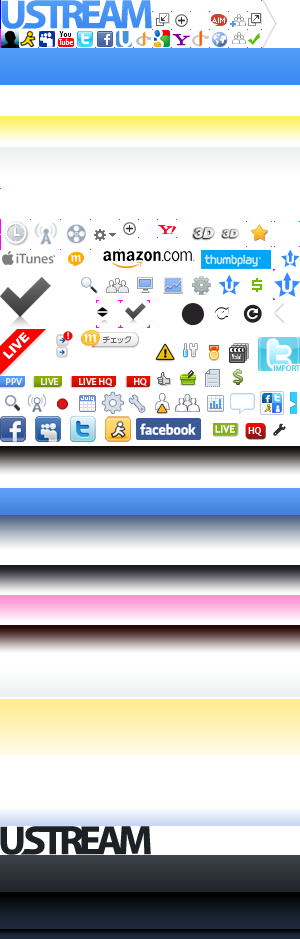 USTREAM
AIM
You
Tube
Y!
3D 3D
iTunes m amazon.com thumbplay
LIVE m チェック
IMPORT
PPV LIVE LIVE HQ HQ
July
facebook LIVE HQ
USTREAM